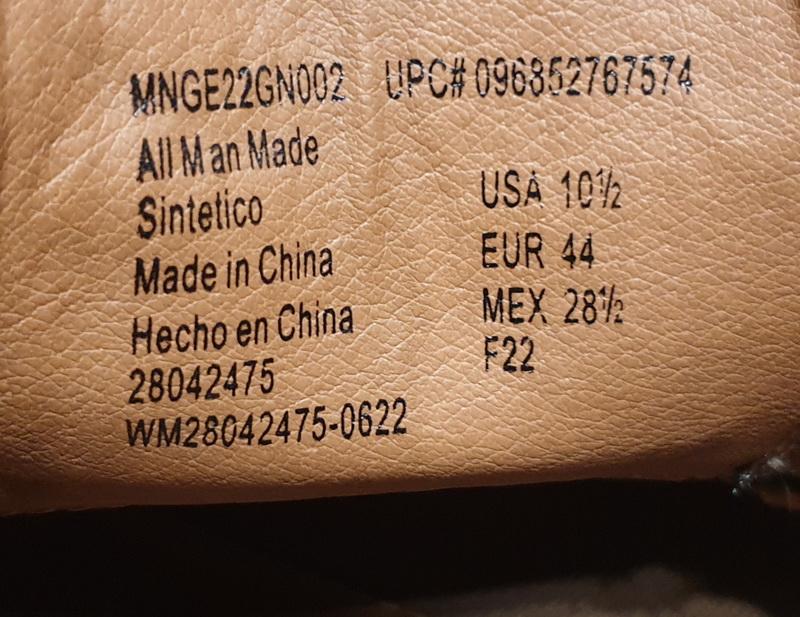 MNGE22GN002 UPC# 096852767574
All Man Made
Sintetico
Made in China
Hecho en China
28042475
WM28042475-0622
USA 10½
EUR 44
MEX 28½
F22